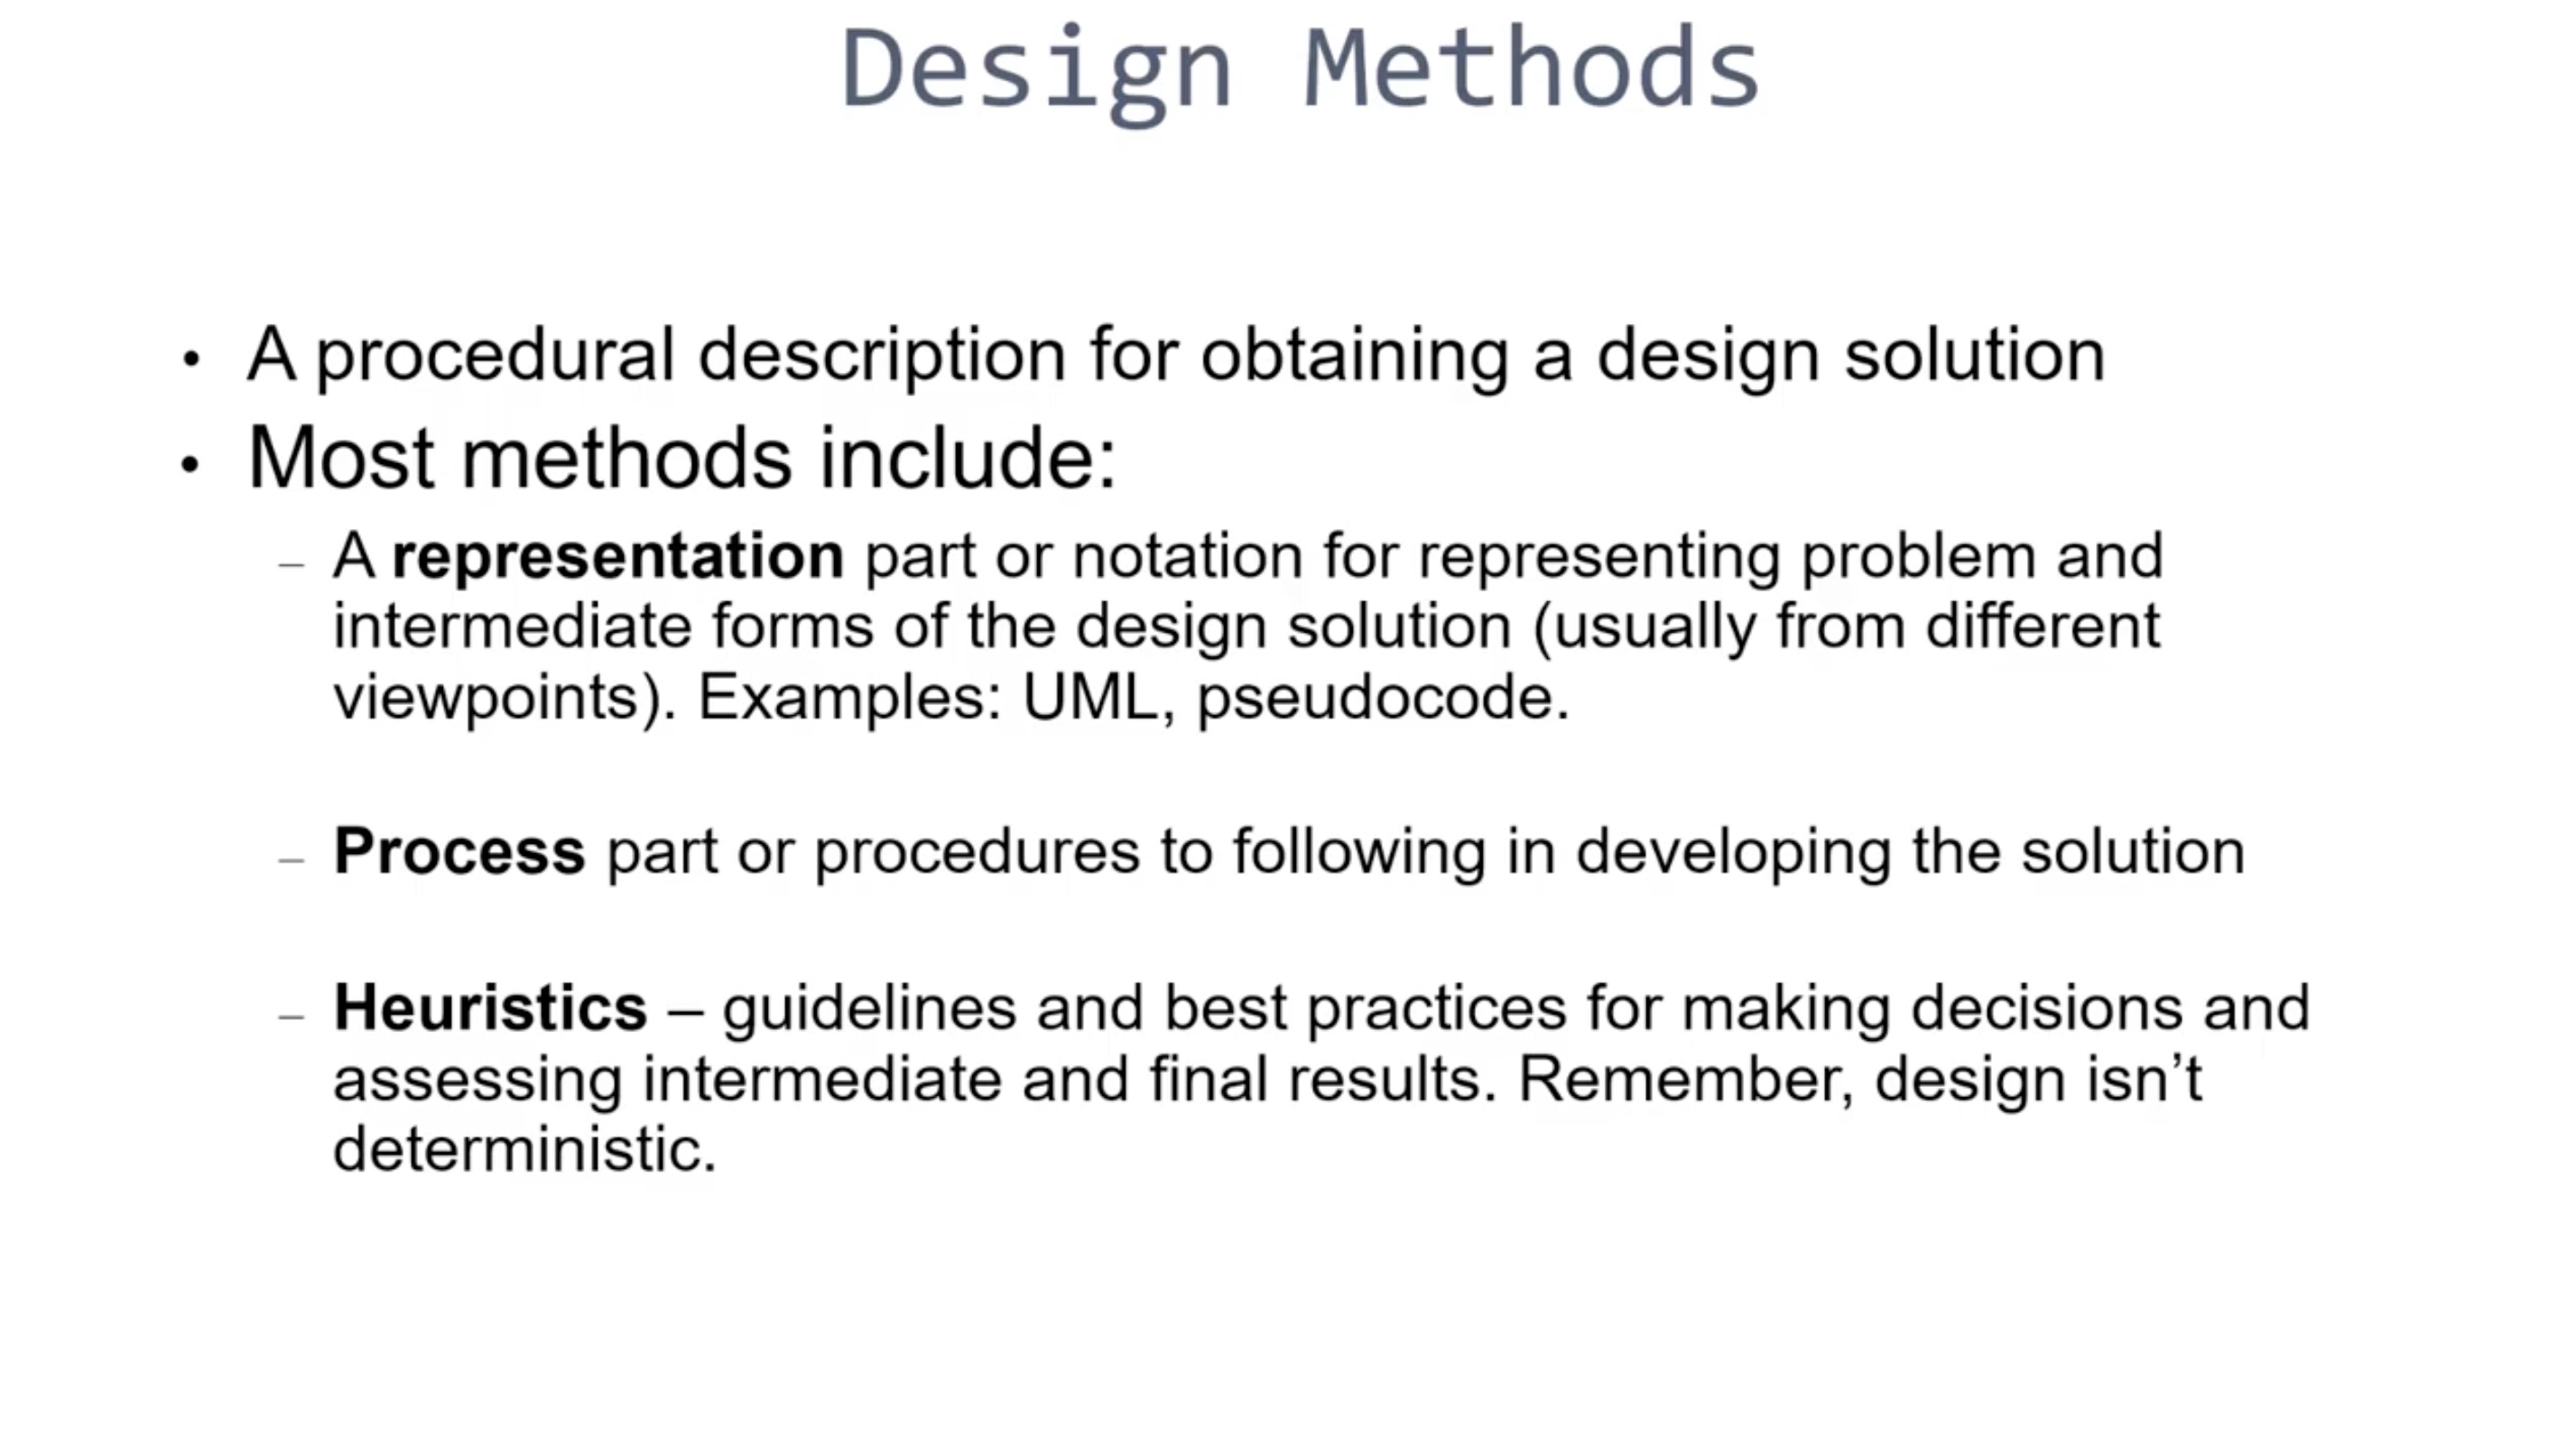 Design Methods
• A procedural description for obtaining a design solution
• Most methods include:
– A representation part or notation for representing problem and
intermediate forms of the design solution (usually from different
viewpoints). Examples: UML, pseudocode.
– Process part or procedures to following in developing the solution
– Heuristics – guidelines and best practices for making decisions and
assessing intermediate and final results. Remember, design isn’t
deterministic.